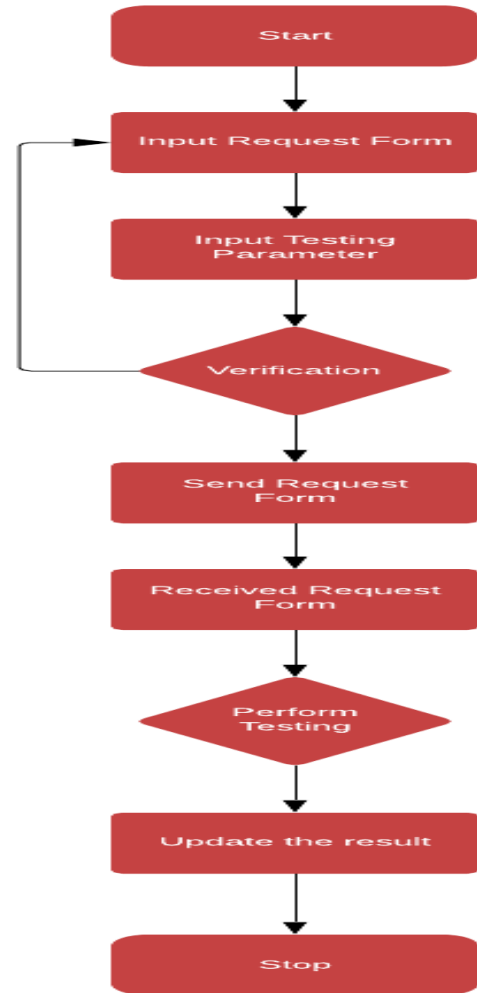 Start
Input Request Form
Input Testing
Parameter
Verification
Send Request
Form
Received Request
Form
Perform
Testing
Update the result
Stop